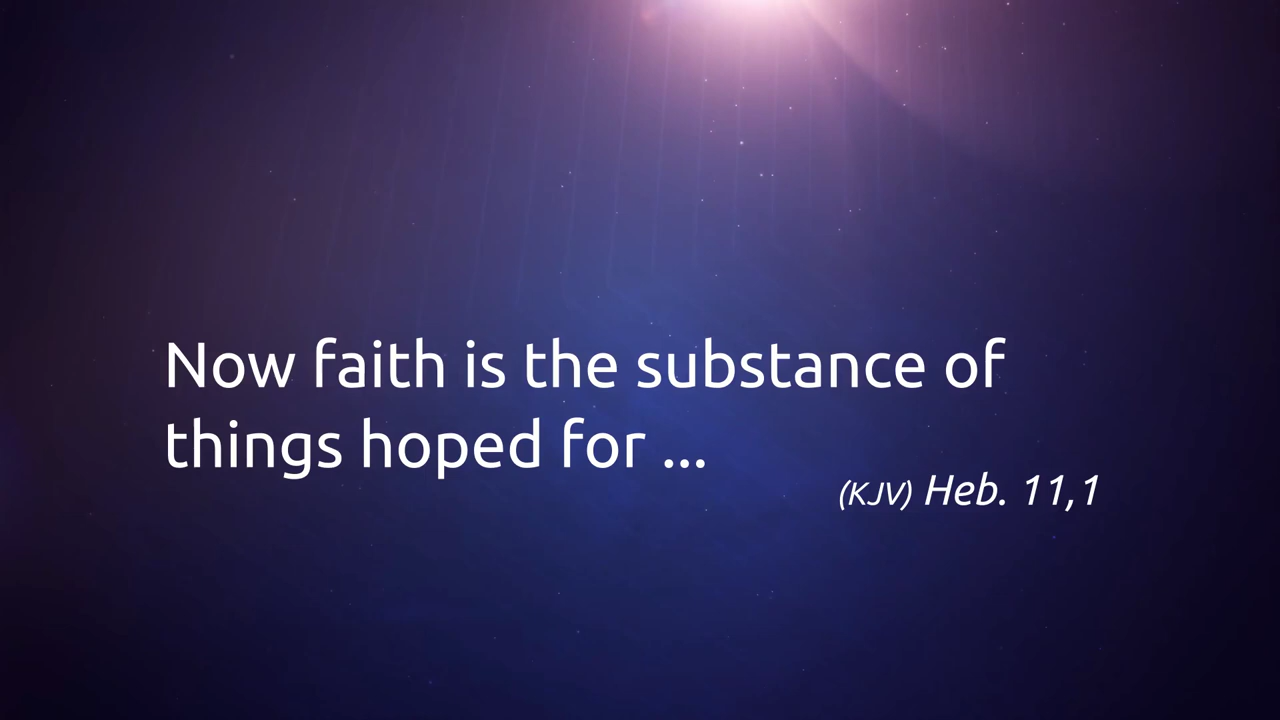 Now faith is the substance of
things hoped for ...
(KJV) Heb. 11,1